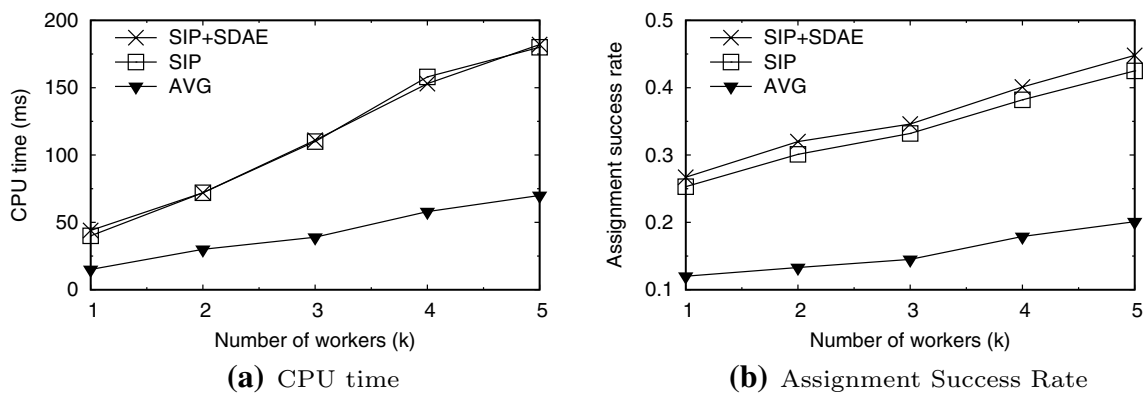 200
150
100
50
0
CPU time (ms)
SIP+SDAE
SIP
AVG
1 2 3 4 5
Number of workers (k)
(a) CPU time
0.5
0.4
0.3
0.2
0.1
Assignment success rate
SIP+SDAE
SIP
AVG
1 2 3 4 5
Number of workers (k)
(b) Assignment Success Rate